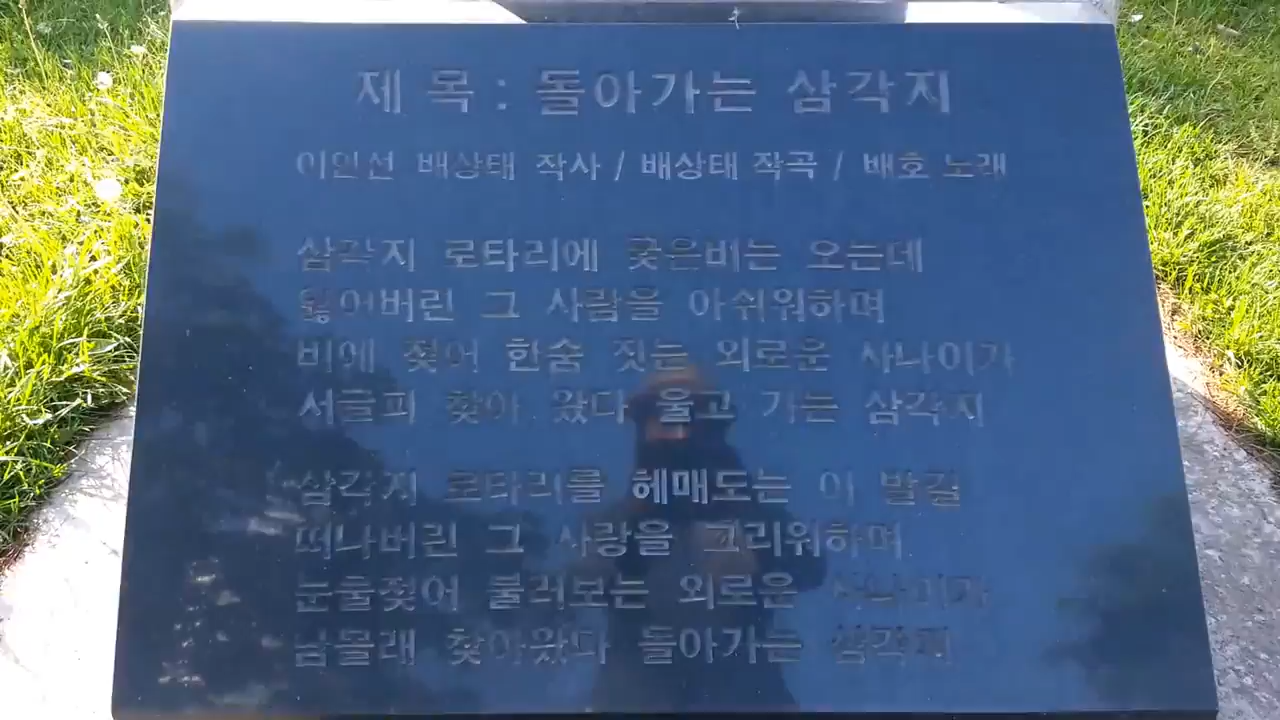 제 목 : 돌아가는 삼각지
이인선 배상태 작사 / 배상태 작곡 / 배호 노래
삼각지 로타리에 궂은비는 오는데
잃어버린 그 사람을 아쉬워하며
비에 젖어 한숨 짓는 외로운 사나이가
서글피 찾아 왔다 울고 가는 삼각지
삼각지 로타리를 헤매도는 이 발길
떠나버린 그 사랑을 그리워하며
눈물젖어 불러보는 외로운 사나이가
남몰래 찾아왔다 돌아가는 삼각지